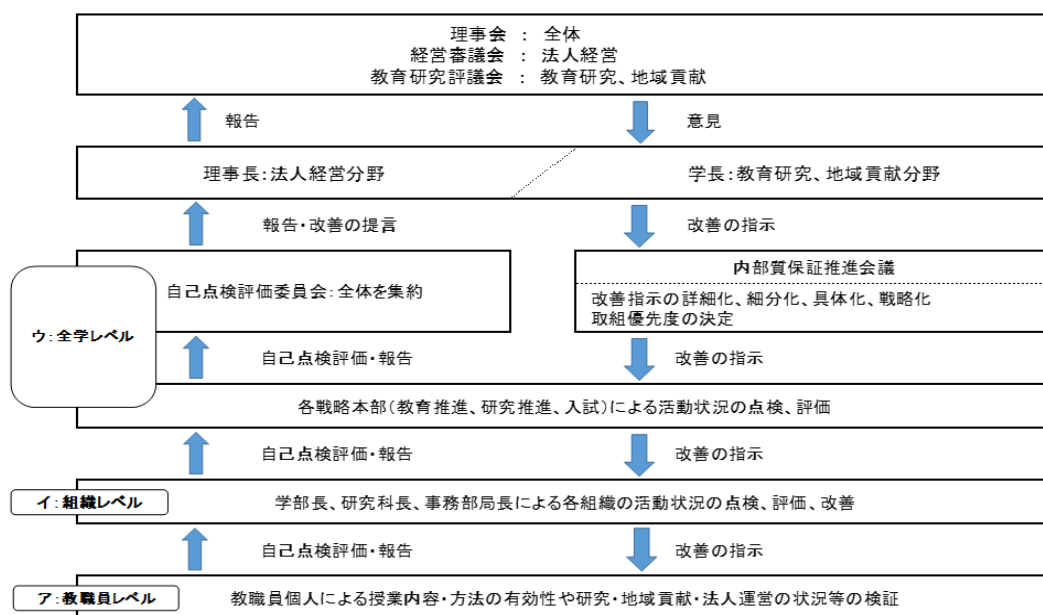 理事会 ： 全体
経営審議会 ： 法人経営
教育研究評議会 ： 教育研究、地域貢献
報告
意見
理事長：法人経営分野
学長：教育研究、地域貢献分野
報告・改善の提言
改善の指示
ウ：全学レベル
自己点検評価委員会：全体を集約
内部質保証推進会議
改善指示の詳細化、細分化、具体化、戦略化
取組優先度の決定
自己点検評価・報告
改善の指示
各戦略本部（教育推進、研究推進、入試）による活動状況の点検、評価
自己点検評価・報告
改善の指示
イ：組織レベル
学部長、研究科長、事務部局長による各組織の活動状況の点検、評価、改善
自己点検評価・報告
改善の指示
ア：教職員レベル
教職員個人による授業内容・方法の有効性や研究・地域貢献・法人運営の状況等の検証